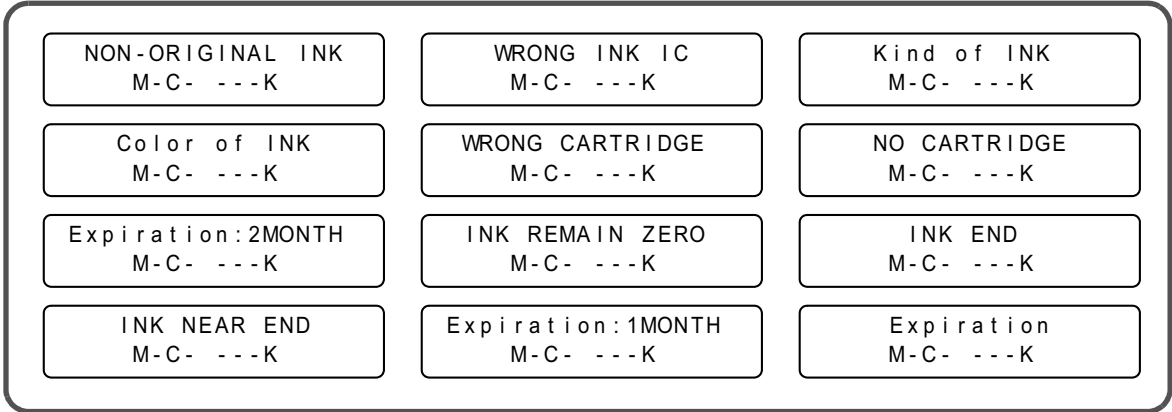 NON-ORIGINAL INK
M-C- ---K
WRONG INK IC
M-C- ---K
Kind of INK
M-C- ---K
Color of INK
M-C- ---K
WRONG CARTRIDGE
M-C- ---K
NO CARTRIDGE
M-C- ---K
Expiration:2MONTH
M-C- ---K
INK REMAIN ZERO
M-C- ---K
INK END
M-C- ---K
INK NEAR END
M-C- ---K
Expiration:1MONTH
M-C- ---K
Expiration
M-C- ---K